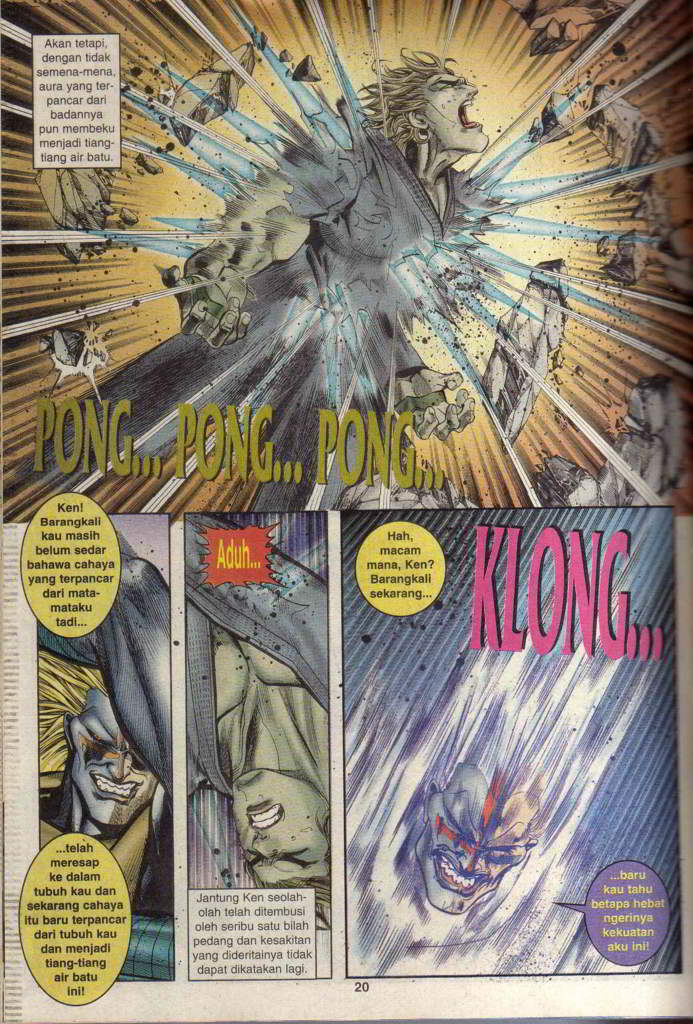 Akan tetapi,
dengan tidak
semena-mena,
aura yang ter-
pancar dari
badannya
pun membeku
menjadi tiang-
tiang air batu.
PONG... PONG... PONG...
Ken!
Barangkali
kau masih
belum sedar
bahawa cahaya
yang terpancar
dari mata-
mataku
tadi...
...telah
meresap
ke dalam
tubuh kau dan
sekarang cahaya
itu baru terpancar
dari tubuh kau
dan menjadi
tiang-tiang
air batu
ini!
Aduh...
Jantung Ken seolah-
olah telah ditembusi
oleh seribu satu bilah
pedang dan kesakitan
yang dideritainya tidak
dapat dikatakan lagi.
Hah,
macam
mana, Ken?
Barangkali
sekarang...
KLONG...
...baru
kau tahu
betapa hebat
ngerinya
kekuatan
aku ini!
20